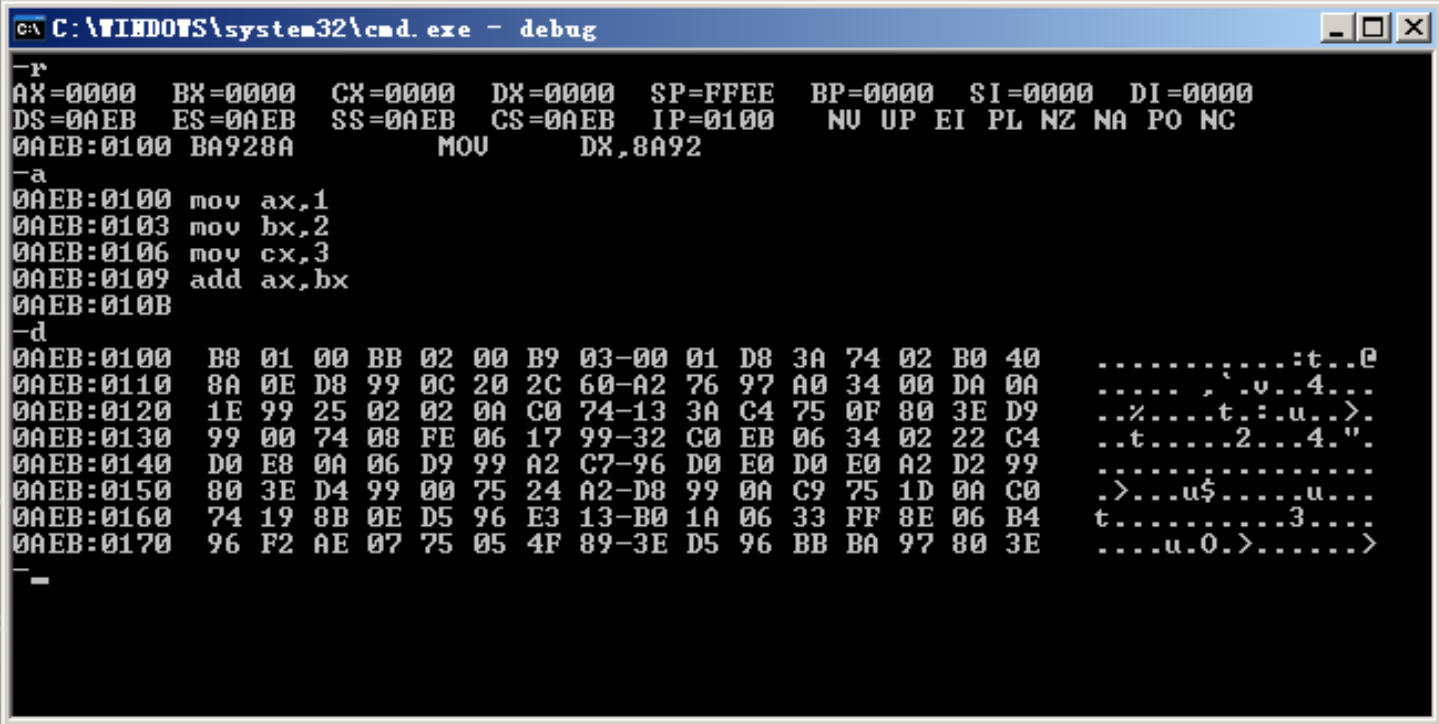 C:\WINDOWS\system32\cmd.exe - debug
-r
AX=0000  BX=0000  CX=0000  DX=0000  SP=FFEE  BP=0000  SI=0000  DI=0000
DS=0AEB  ES=0AEB  SS=0AEB  CS=0AEB  IP=0100   NV UP EI PL NZ NA PO NC
0AEB:0100 BA928A        MOV     DX,8A92
-a
0AEB:0100 mov ax,1
0AEB:0103 mov bx,2
0AEB:0106 mov cx,3
0AEB:0109 add ax,bx
0AEB:010B
-d
0AEB:0100  B8 01 00 BB 02 00 B9 03-00 01 D8 3A 74 02 B0 40   ...........:t..@
0AEB:0110  8A 0E D8 99 0C 20 2C 60-A2 76 97 A0 34 00 DA 0A   ..... ,`.v..4...
0AEB:0120  1E 99 25 02 02 0A C0 74-13 3A C4 75 0F 80 3E D9   ..%....t.:.u..>.
0AEB:0130  99 00 74 08 FE 06 17 99-32 C0 EB 06 34 02 22 C4   ..t.....2...4.".
0AEB:0140  D0 E8 0A 06 D9 99 A2 C7-96 D0 E0 D0 E0 A2 D2 99   ................
0AEB:0150  80 3E D4 99 00 75 24 A2-D8 99 0A C9 75 1D 0A C0   .>...u$.....u...
0AEB:0160  74 19 8B 0E D5 96 E3 13-B0 1A 06 33 FF 8E 06 B4   t..........3....
0AEB:0170  96 F2 AE 07 75 05 4F 89-3E D5 96 BB BA 97 80 3E   ....u.O.>......>
-